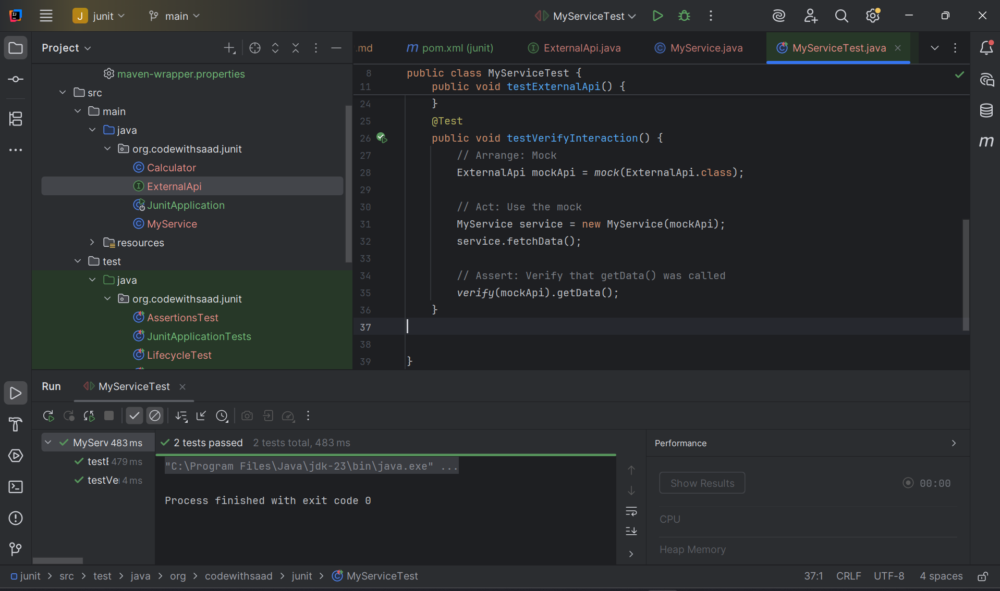 J junit main MyServiceTest
Project
.md
m pom.xml (junit)
ExternalApi.java
MyService.java
MyServiceTest.java
maven-wrapper.properties
src
main
java
org.codewithsaad.junit
Calculator
ExternalApi
JunitApplication
MyService
resources
test
java
org.codewithsaad.junit
AssertionsTest
JunitApplicationTests
LifecycleTest
8 public class MyServiceTest {
11 public void testExternalApi() {
24 }
25 @Test
26 public void testVerifyInteraction() {
27 // Arrange: Mock
28 ExternalApi mockApi = mock(ExternalApi.class);
29
30 // Act: Use the mock
31 MyService service = new MyService(mockApi);
32 service.fetchData();
33
34 // Assert: Verify that getData() was called
35 verify(mockApi).getData();
36 }
37
38
39 }
m
Run MyServiceTest
MyServ 483 ms
2 tests passed 2 tests total, 483 ms
testE 479 ms
testVer 4 ms
"C:\Program Files\Java\jdk-23\bin\java.exe" ...
Process finished with exit code 0
Performance
Show Results 00:00
CPU
Heap Memory
junit > src > test > java > org > codewithsaad > junit > MyServiceTest
37:1 CRLF UTF-8 4 spaces